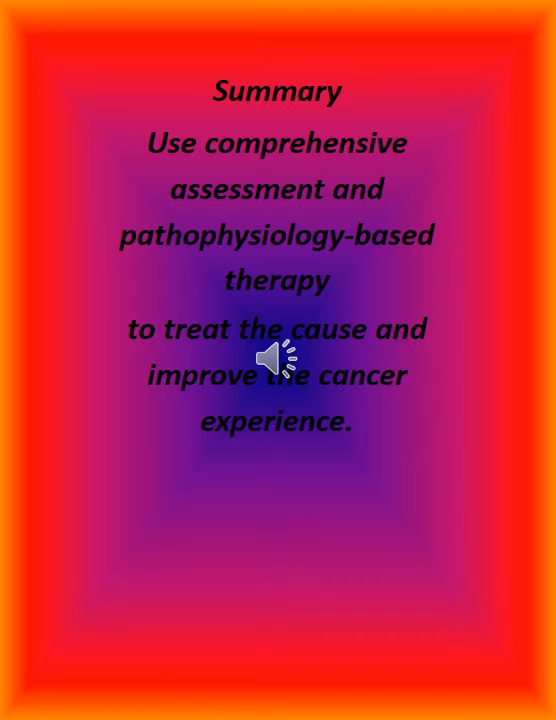 Summary
Use comprehensive
assessment and
pathophysiology-based
therapy
to treat the cause and
improve the cancer
experience.